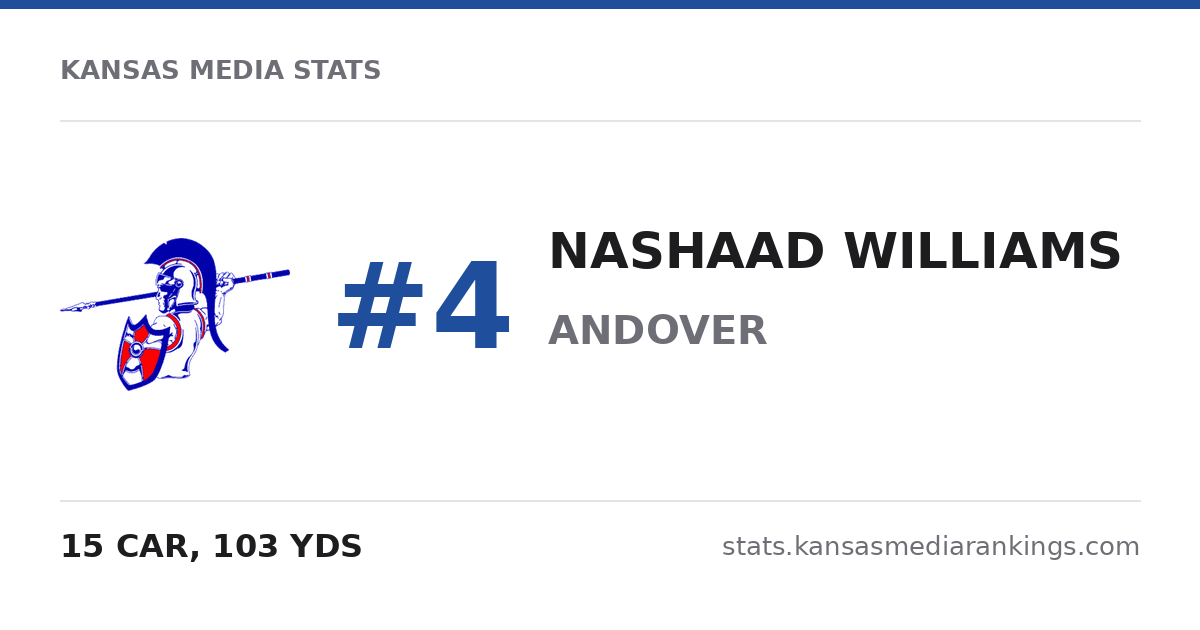 KANSAS MEDIA STATS
#4
NASHAAD WILLIAMS
ANDOVER
15 CAR, 103 YDS
stats.kansasmediarankings.com